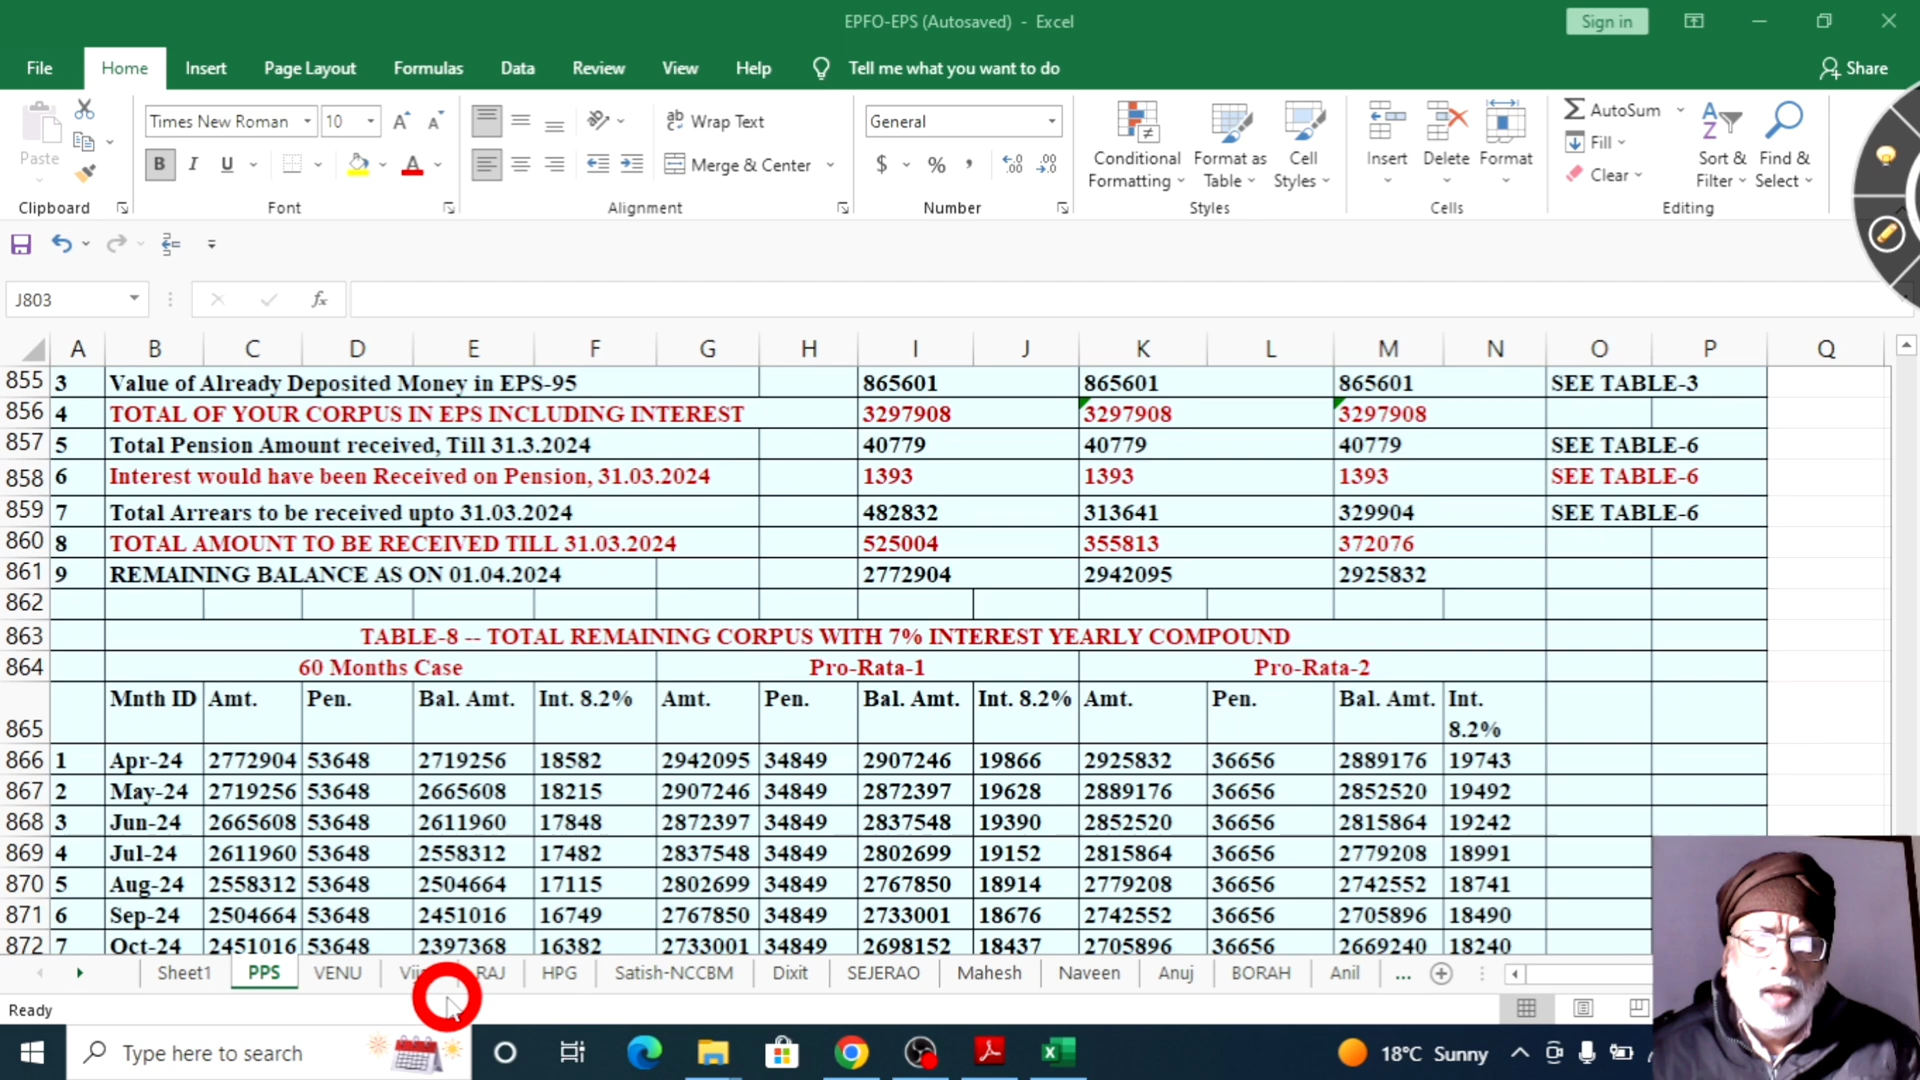 EPFO-EPS (Autosaved) - Excel
Sign in
File Home Insert Page Layout Formulas Data Review View Help Tell me what you want to do Share
Paste
Times New Roman 10
Wrap Text
General
Conditional Formatting
Format as Table
Cell Styles
Insert Delete Format
AutoSum
Fill
Clear
Sort & Filter
Find & Select
B I U
Merge & Center
$ % ,
Clipboard Font Alignment Number Styles Cells Editing
J803 fx
A B C D E F G H I J K L M N O P Q
855 3 Value of Already Deposited Money in EPS-95 865601 865601 865601 SEE TABLE-3
856 4 TOTAL OF YOUR CORPUS IN EPS INCLUDING INTEREST 3297908 3297908 3297908
857 5 Total Pension Amount received, Till 31.3.2024 40779 40779 40779 SEE TABLE-6
858 6 Interest would have been Received on Pension, 31.03.2024 1393 1393 1393 SEE TABLE-6
859 7 Total Arrears to be received upto 31.03.2024 482832 313641 329904 SEE TABLE-6
860 8 TOTAL AMOUNT TO BE RECEIVED TILL 31.03.2024 525004 355813 372076
861 9 REMAINING BALANCE AS ON 01.04.2024 2772904 2942095 2925832
862
863 TABLE-8 -- TOTAL REMAINING CORPUS WITH 7% INTEREST YEARLY COMPOUND
864 60 Months Case Pro-Rata-1 Pro-Rata-2
865 Mnth ID Amt. Pen. Bal. Amt. Int. 8.2% Amt. Pen. Bal. Amt. Int. 8.2% Amt. Pen. Bal. Amt. Int. 8.2%
866 1 Apr-24 2772904 53648 2719256 18582 2942095 34849 2907246 19866 2925832 36656 2889176 19743
867 2 May-24 2719256 53648 2665608 18215 2907246 34849 2872397 19628 2889176 36656 2852520 19492
868 3 Jun-24 2665608 53648 2611960 17848 2872397 34849 2837548 19390 2852520 36656 2815864 19242
869 4 Jul-24 2611960 53648 2558312 17482 2837548 34849 2802699 19152 2815864 36656 2779208 18991
870 5 Aug-24 2558312 53648 2504664 17115 2802699 34849 2767850 18914 2779208 36656 2742552 18741
871 6 Sep-24 2504664 53648 2451016 16749 2767850 34849 2733001 18676 2742552 36656 2705896 18490
872 7 Oct-24 2451016 53648 2397368 16382 2733001 34849 2698152 18437 2705896 36656 2669240 18240
Sheet1 PPS VENU RAJ HPG Satish-NCCBM Dixit SEJERAO Mahesh Naveen Anuj BORAH Anil ...
Ready
Type here to search
18°C Sunny